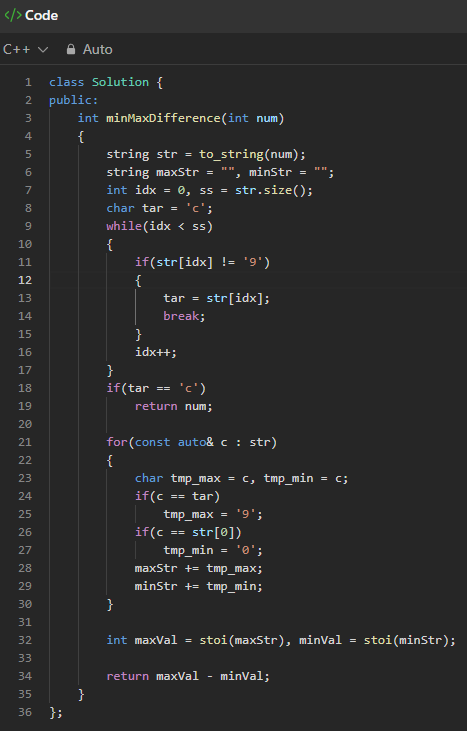 </> Code
C++ Auto
1 class Solution {
2 public:
3     int minMaxDifference(int num)
4     {
5         string str = to_string(num);
6         string maxStr = "", minStr = "";
7         int idx = 0, ss = str.size();
8         char tar = 'c';
9         while(idx < ss)
10         {
11             if(str[idx] != '9')
12             {
13                 tar = str[idx];
14                 break;
15             }
16             idx++;
17         }
18         if(tar == 'c')
19             return num;
20
21         for(const auto& c : str)
22         {
23             char tmp_max = c, tmp_min = c;
24             if(c == tar)
25                 tmp_max = '9';
26             if(c == str[0])
27                 tmp_min = '0';
28             maxStr += tmp_max;
29             minStr += tmp_min;
30         }
31
32         int maxVal = stoi(maxStr), minVal = stoi(minStr);
33
34         return maxVal - minVal;
35     }
36 };